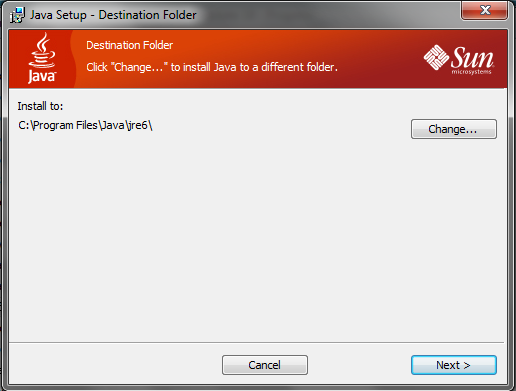 Java Setup - Destination Folder
Java
Destination Folder
Click "Change..." to install Java to a different folder.
Sun
microsystems
Install to:
C:\Program Files\Java\jre6\
Change...
Cancel
Next >